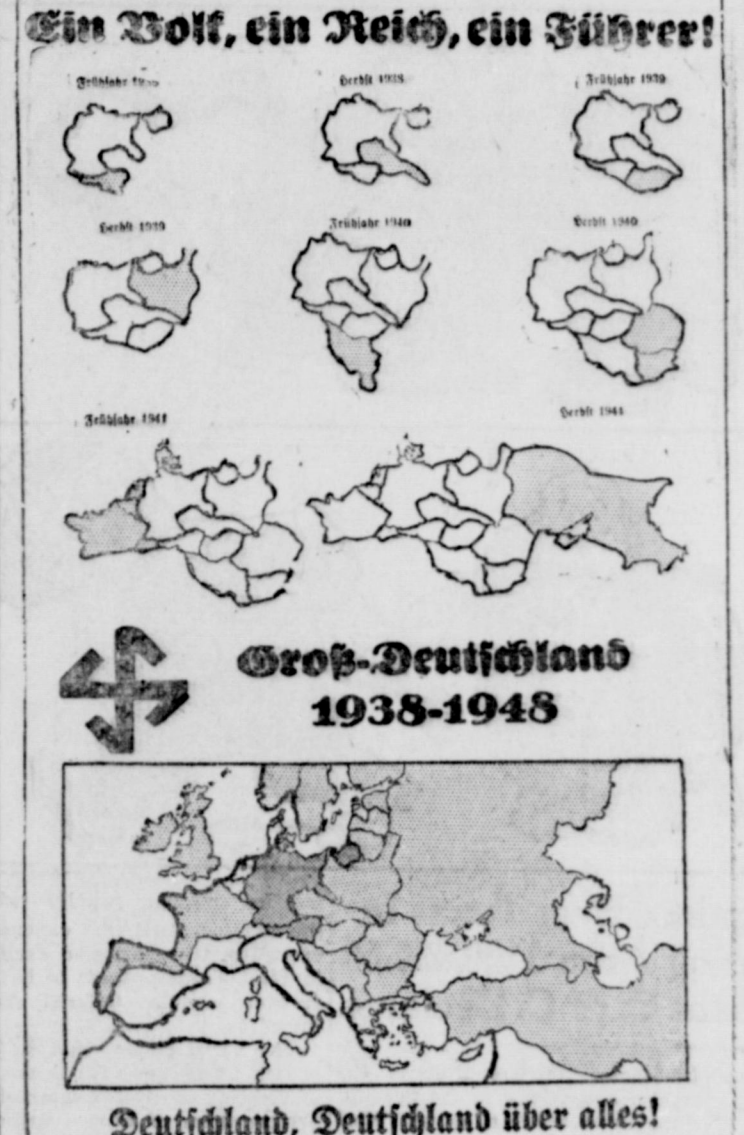 Ein Volk, ein Reich, ein Führer!
Frühjahr
Herbst 1938
Frühjahr 1939
Herbst 1939
Frühjahr 1940
Herbst 1940
Frühjahr 1941
Herbst 1941
Groß-Deutschland
1938-1948
Deutschland, Deutschland über alles!